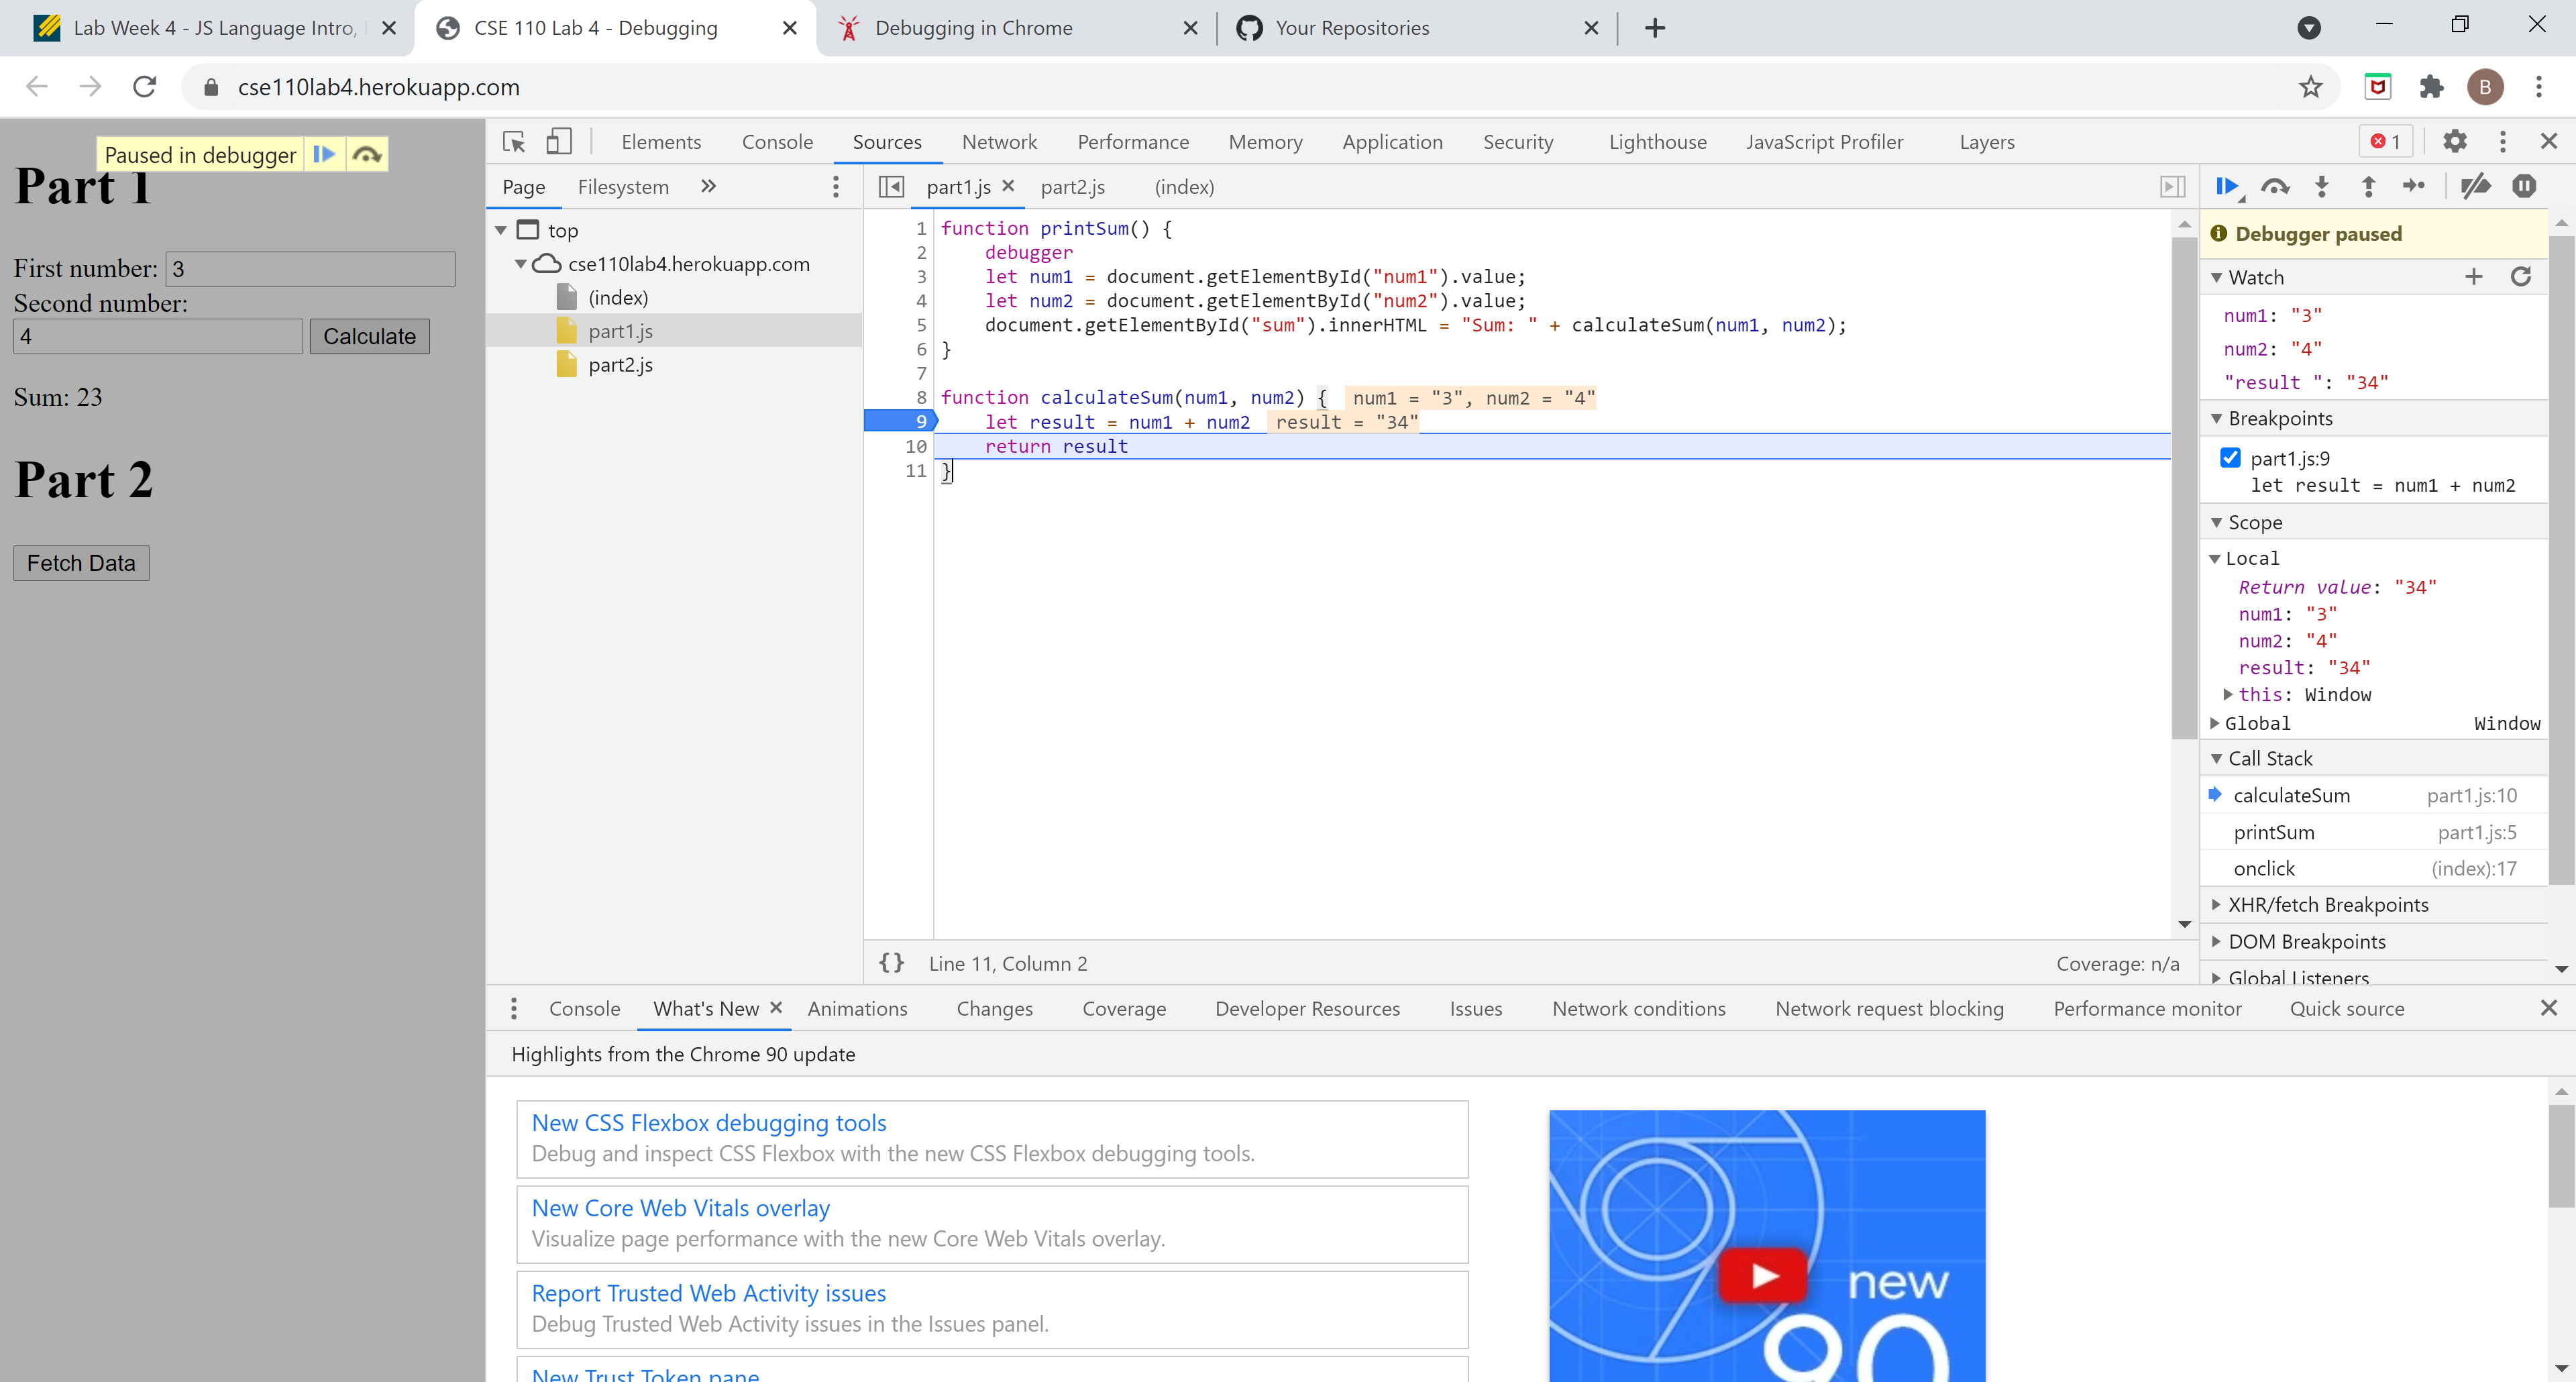 Lab Week 4 - JS Language Intro,
CSE 110 Lab 4 - Debugging
Debugging in Chrome
Your Repositories
cse110lab4.herokuapp.com
B
Paused in debugger
Part 1
First number: 3
Second number:
4 Calculate
Sum: 23
Part 2
Fetch Data
Elements Console Sources Network Performance Memory Application Security Lighthouse JavaScript Profiler Layers 1
Page Filesystem »
top
cse110lab4.herokuapp.com
(index)
part1.js
part2.js
part1.js part2.js (index)
1 function printSum() {
2 debugger
3 let num1 = document.getElementById("num1").value;
4 let num2 = document.getElementById("num2").value;
5 document.getElementById("sum").innerHTML = "Sum: " + calculateSum(num1, num2);
6 }
7
8 function calculateSum(num1, num2) { num1 = "3", num2 = "4"
9 let result = num1 + num2 result = "34"
10 return result
11 }
{} Line 11, Column 2 Coverage: n/a
Debugger paused
Watch
num1: "3"
num2: "4"
"result ": "34"
Breakpoints
part1.js:9
let result = num1 + num2
Scope
Local
Return value: "34"
num1: "3"
num2: "4"
result: "34"
this: Window
Global Window
Call Stack
calculateSum part1.js:10
printSum part1.js:5
onclick (index):17
XHR/fetch Breakpoints
DOM Breakpoints
Global Listeners
Console What's New Animations Changes Coverage Developer Resources Issues Network conditions Network request blocking Performance monitor Quick source
Highlights from the Chrome 90 update
New CSS Flexbox debugging tools
Debug and inspect CSS Flexbox with the new CSS Flexbox debugging tools.
New Core Web Vitals overlay
Visualize page performance with the new Core Web Vitals overlay.
Report Trusted Web Activity issues
Debug Trusted Web Activity issues in the Issues panel.
New Trust Token pane
new
90